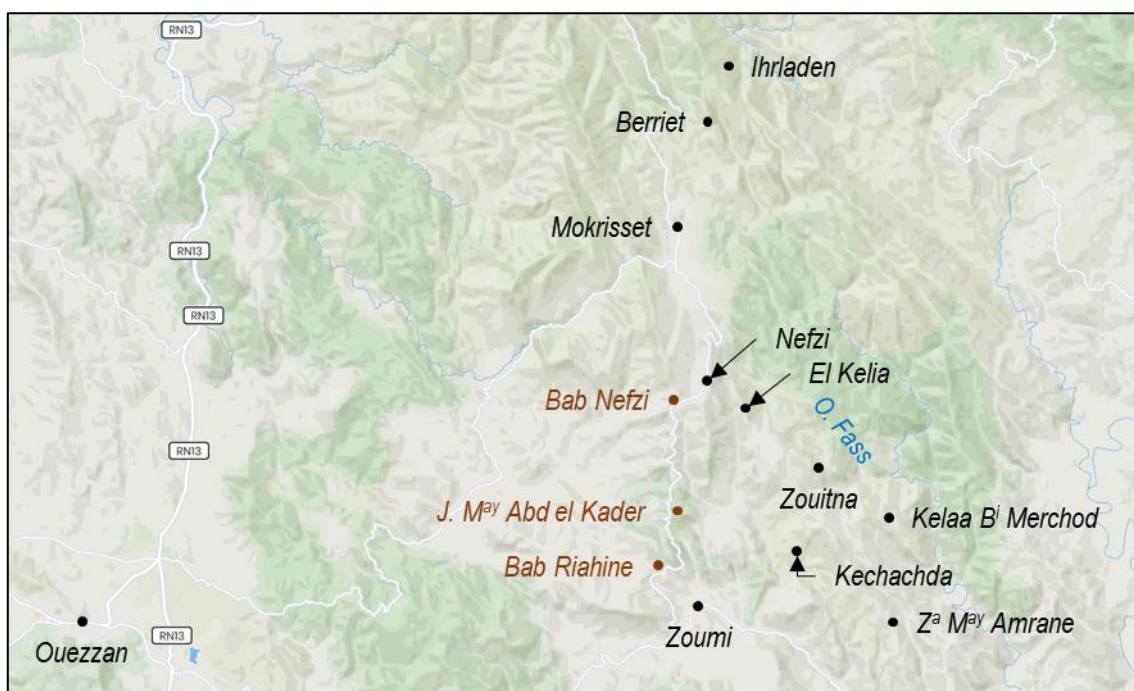 RN13
Ihrladen
Berriet
Mokrisset
RN13
RN13
Nefzi
El Kelia
Bab Nefzi
O. Fass
RN13
Zouitna
J. Mᵃʸ Abd el Kader
Kelaa Bⁱ Merchod
Bab Riahine
Kechachda
Zoumi
Zᵃ Mᵃʸ Amrane
RN13
Ouezzan